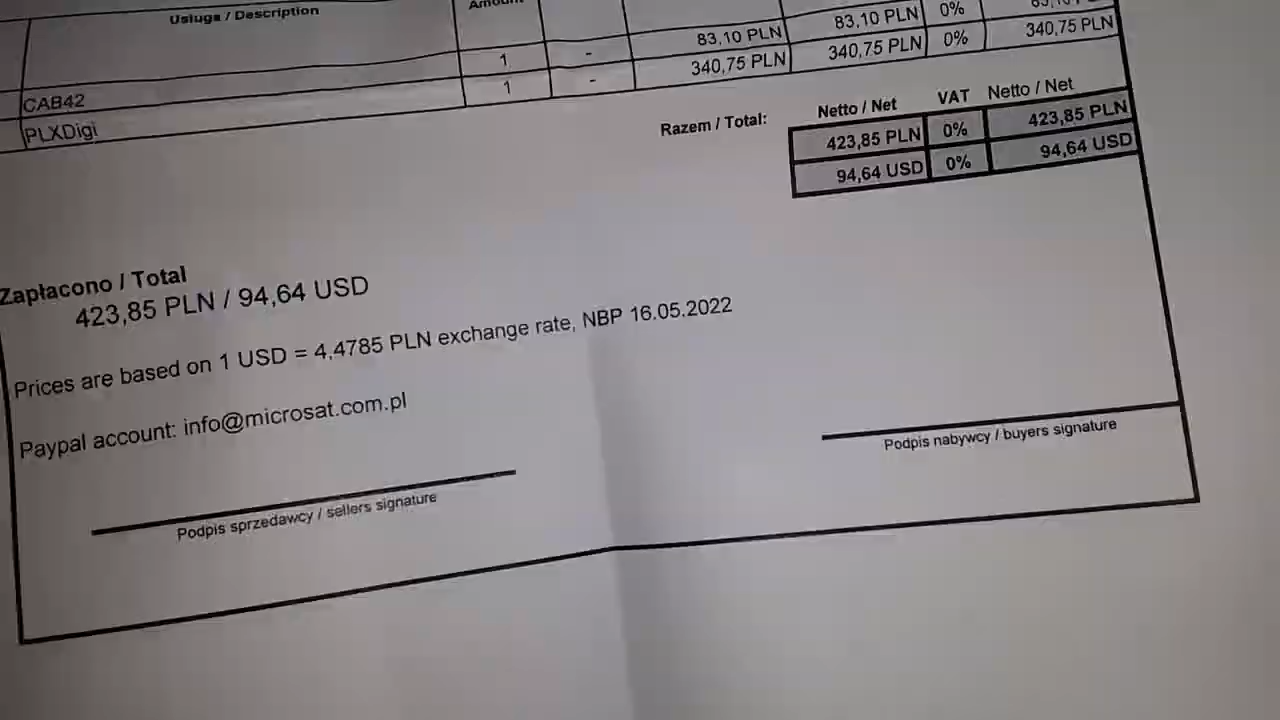 Usługa / Description
Amount
83,10 PLN 83,10 PLN 0%
CAB42 1 - 340,75 PLN 340,75 PLN 0% 340,75 PLN
PLXDigi 1 -
Razem / Total: Netto / Net VAT Netto / Net
423,85 PLN 0% 423,85 PLN
94,64 USD 0% 94,64 USD
Zapłacono / Total
423,85 PLN / 94,64 USD
Prices are based on 1 USD = 4,4785 PLN exchange rate, NBP 16.05.2022
Paypal account: info@microsat.com.pl
Podpis nabywcy / buyers signature
Podpis sprzedawcy / sellers signature